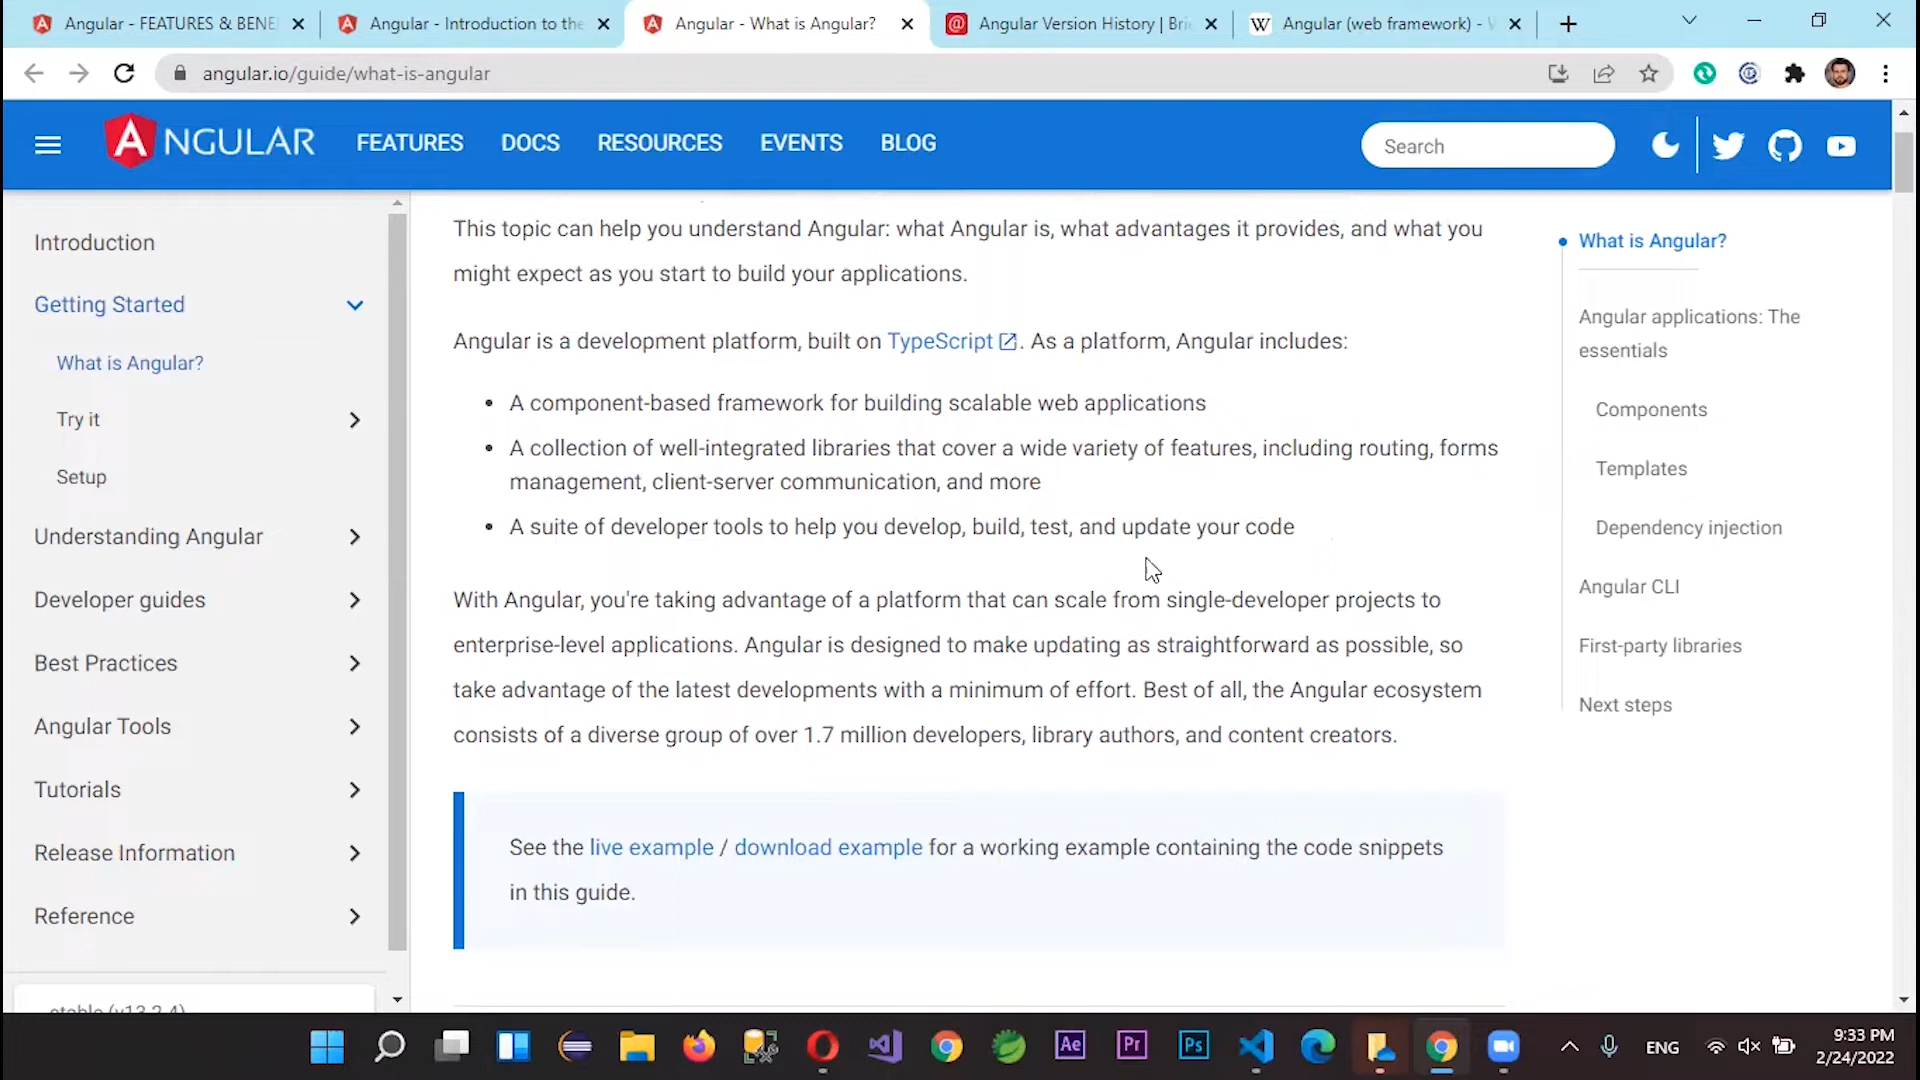 Angular - FEATURES & BENE
Angular - Introduction to the
Angular - What is Angular?
Angular Version History | Brie
Angular (web framework) - W
angular.io/guide/what-is-angular
ANGULAR
FEATURES
DOCS
RESOURCES
EVENTS
BLOG
Search
Introduction
Getting Started
What is Angular?
Try it
Setup
Understanding Angular
Developer guides
Best Practices
Angular Tools
Tutorials
Release Information
Reference
stable (v13.2.4)
This topic can help you understand Angular: what Angular is, what advantages it provides, and what you
might expect as you start to build your applications.
Angular is a development platform, built on TypeScript. As a platform, Angular includes:
• A component-based framework for building scalable web applications
• A collection of well-integrated libraries that cover a wide variety of features, including routing, forms
management, client-server communication, and more
• A suite of developer tools to help you develop, build, test, and update your code
With Angular, you're taking advantage of a platform that can scale from single-developer projects to
enterprise-level applications. Angular is designed to make updating as straightforward as possible, so
take advantage of the latest developments with a minimum of effort. Best of all, the Angular ecosystem
consists of a diverse group of over 1.7 million developers, library authors, and content creators.
See the live example / download example for a working example containing the code snippets
in this guide.
What is Angular?
Angular applications: The
essentials
Components
Templates
Dependency injection
Angular CLI
First-party libraries
Next steps
Ae
Pr
Ps
ENG
9:33 PM
2/24/2022